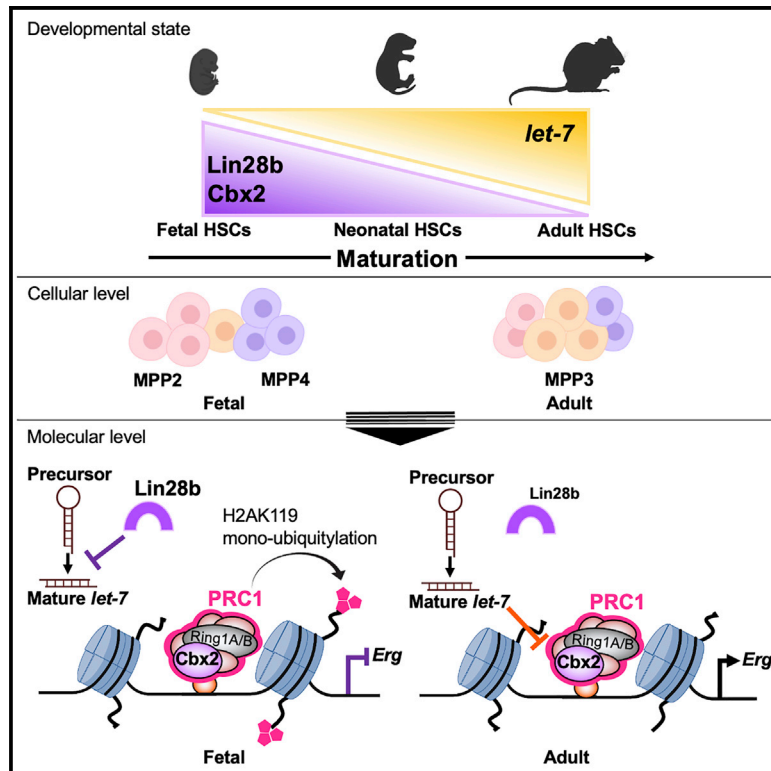 Developmental state
let-7
Lin28b
Cbx2
Fetal HSCs Neonatal HSCs Adult HSCs
Maturation
Cellular level
MPP2 MPP4 MPP3
Fetal Adult
Molecular level
Precursor
Lin28b
H2AK119
mono-ubiquitylation
Mature let-7
PRC1
Ring1A/B
Cbx2
Erg
Fetal
Precursor
Lin28b
Mature let-7
PRC1
Ring1A/B
Cbx2
Erg
Adult